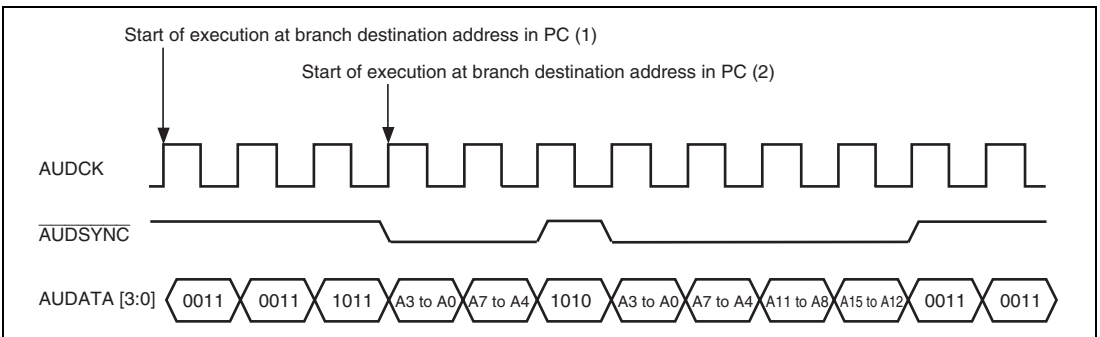 Start of execution at branch destination address in PC (1)
Start of execution at branch destination address in PC (2)
AUDCK
AUDSYNC
AUDATA [3:0] 0011 0011 1011 A3 to A0 A7 to A4 1010 A3 to A0 A7 to A4 A11 to A8 A15 to A12 0011 0011